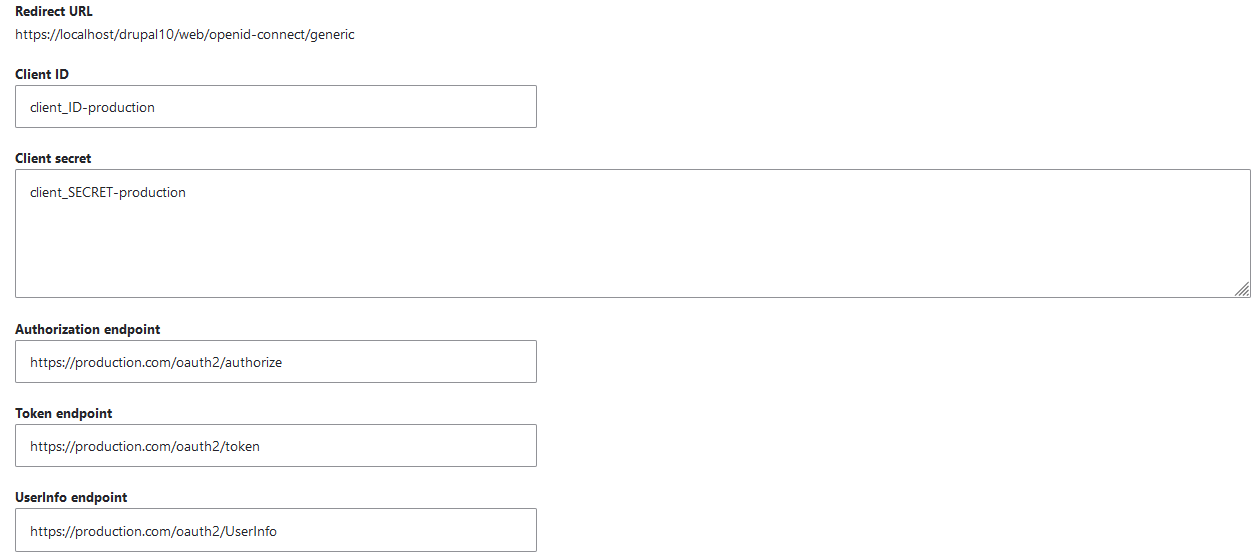 Redirect URL
https://localhost/drupal10/web/openid-connect/generic
Client ID
client_ID-production
Client secret
client_SECRET-production
Authorization endpoint
https://production.com/oauth2/authorize
Token endpoint
https://production.com/oauth2/token
UserInfo endpoint
https://production.com/oauth2/UserInfo